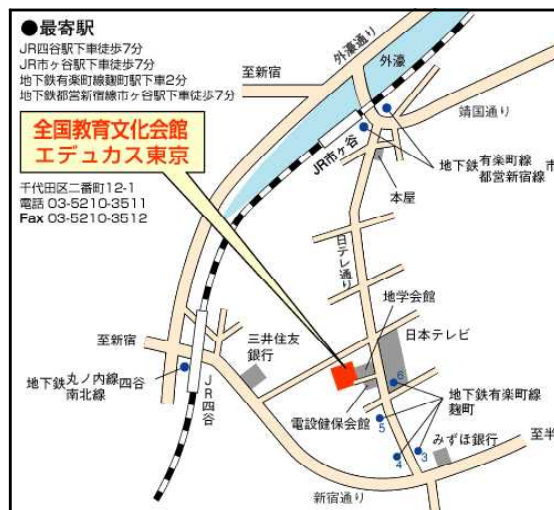 ●最寄駅
JR四谷駅下車徒歩7分
JR市ヶ谷駅下車徒歩7分
地下鉄有楽町線麹町駅下車2分
地下鉄都営新宿線市ヶ谷駅下車徒歩7分
全国教育文化会館
エデュカス東京
千代田区二番町12-1
電話 03-5210-3511
Fax 03-5210-3512
外濠通り
外濠
至新宿
靖国通り
JR市ヶ谷
地下鉄有楽町線
都営新宿線
市
本屋
日テレ通り
地学会館
日本テレビ
至新宿
三井住友
銀行
地下鉄丸ノ内線
南北線
四谷
JR四谷
電設健保会館
地下鉄有楽町線
麹町
6
5
4
3
みずほ銀行
至半
新宿通り